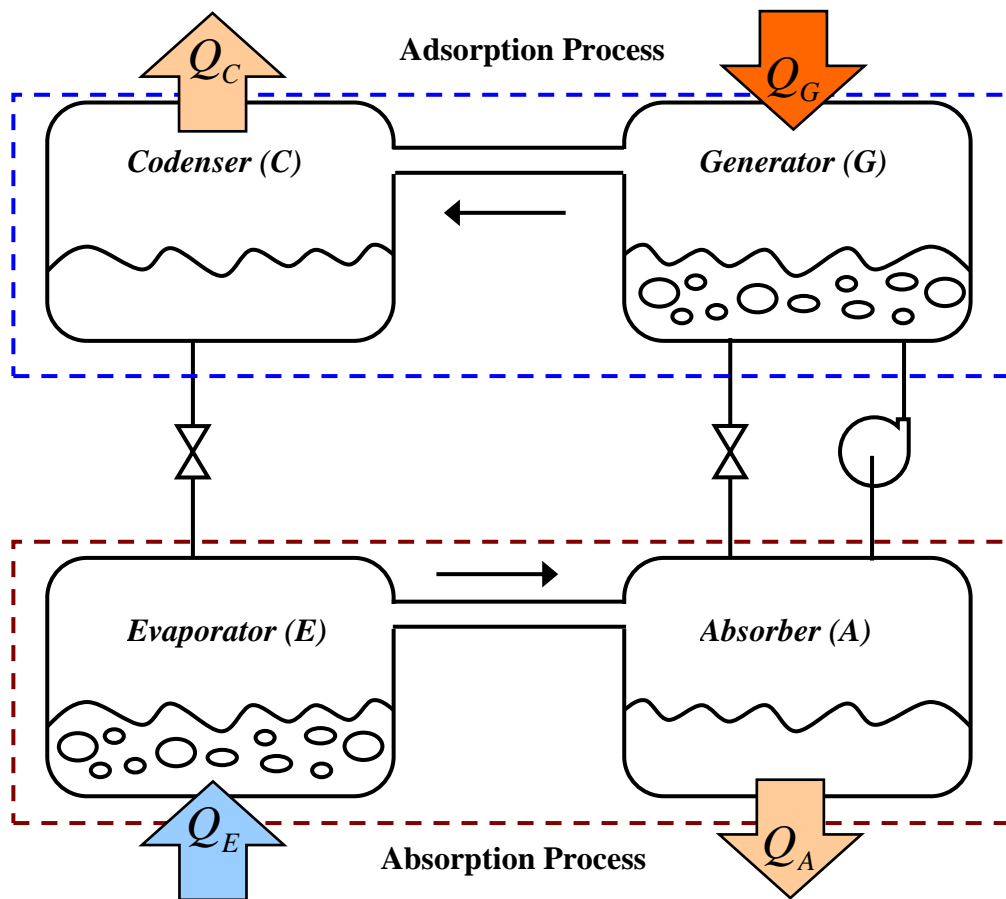 Q_C
Adsorption Process
Q_G
Codenser (C)
Generator (G)
Evaporator (E)
Absorber (A)
Q_E
Absorption Process
Q_A